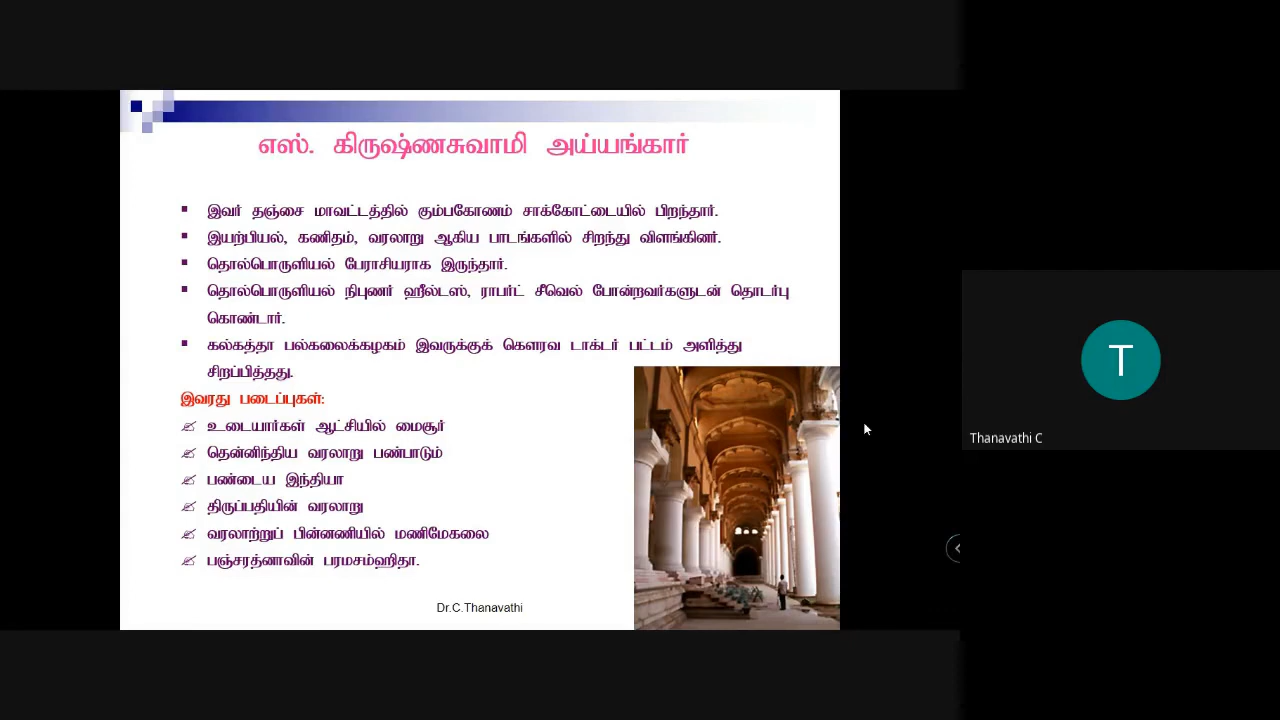 எஸ். கிருஷ்ணசுவாமி அய்யங்கார்
இவர் தஞ்சை மாவட்டத்தில் கும்பகோணம் சாக்கோட்டையில் பிறந்தார்.
இயற்பியல், கணிதம், வரலாறு ஆகிய பாடங்களில் சிறந்து விளங்கினர்.
தொல்பொருளியல் பேராசியராக இருந்தார்.
தொல்பொருளியல் நிபுணர் ஹீல்டஸ், ராபர்ட் சீவெல் போன்றவர்களுடன் தொடர்பு
கொண்டார்.
கல்கத்தா பல்கலைக்கழகம் இவருக்குக் கௌரவ டாக்டர் பட்டம் அளித்து
சிறப்பித்தது.
இவரது படைப்புகள்:
உடையார்கள் ஆட்சியில் மைசூர்
தென்னிந்திய வரலாறு பண்பாடும்
பண்டைய இந்தியா
திருப்பதியின் வரலாறு
வரலாற்றுப் பின்னணியில் மணிமேகலை
பஞ்சரத்னாவின் பரமசம்ஹிதா.
Dr.C.Thanavathi
T
Thanavathi C